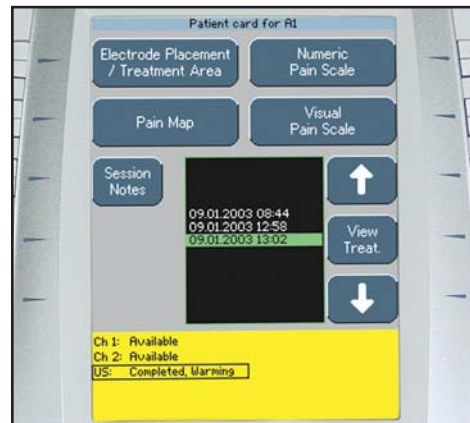 Patient card for A1
Electrode Placement
/ Treatment Area
Numeric
Pain Scale
Pain Map
Visual
Pain Scale
Session
Notes
09.01.2003 08:44
09.01.2003 12:58
09.01.2003 13:02
View
Treat.
Ch 1: Available
Ch 2: Available
US: Completed, Warming